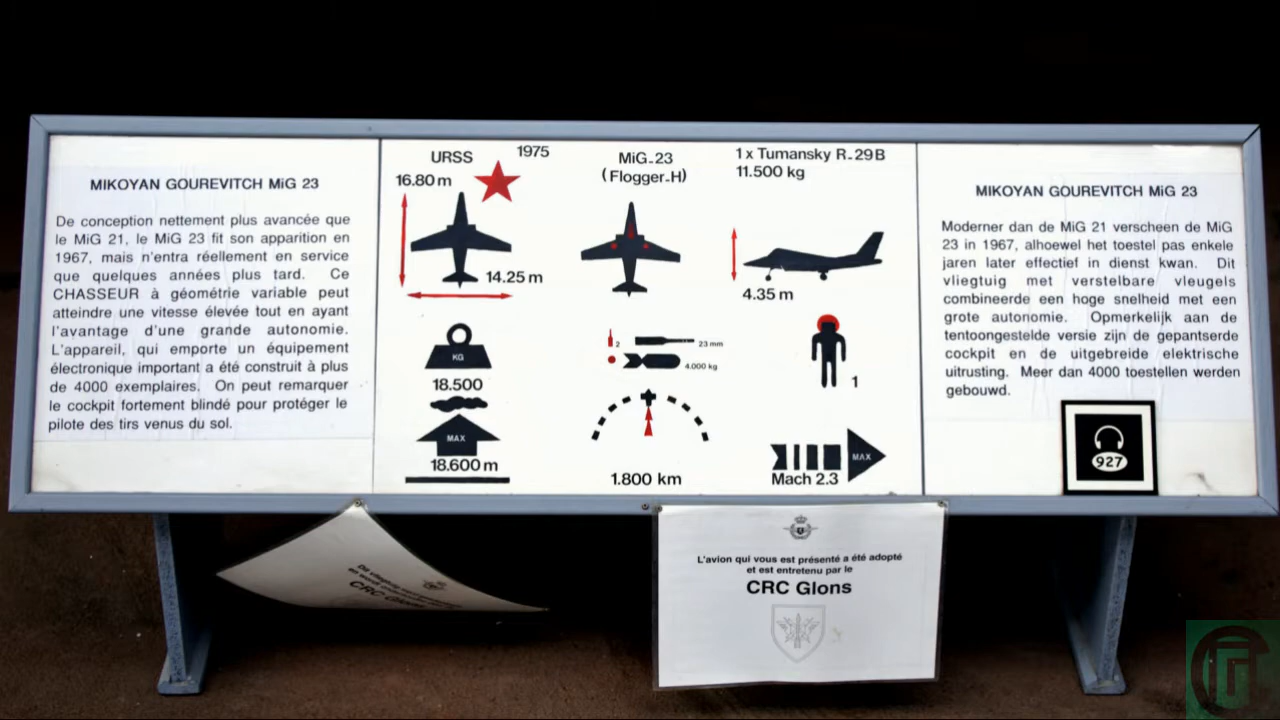 MIKOYAN GOUREVITCH MiG 23
De conception nettement plus avancée que
le MiG 21, le MiG 23 fit son apparition en
1967, mais n'entra réellement en service
que quelques années plus tard. Ce
CHASSEUR à géométrie variable peut
atteindre une vitesse élevée tout en ayant
l'avantage d'une grande autonomie.
L'appareil, qui emporte un équipement
électronique important a été construit à plus
de 4000 exemplaires. On peut remarquer
le cockpit fortement blindé pour protéger le
pilote des tirs venus du sol.
URSS
1975
16.80 m
14.25 m
MiG-23
(Flogger-H)
1 x Tumansky R-29B
11.500 kg
4.35 m
KG
18.500
2
23 mm
4.000 kg
1
MAX
18.600 m
1.800 km
MAX
Mach 2.3
MIKOYAN GOUREVITCH MiG 23
Moderner dan de MiG 21 verscheen de MiG
23 in 1967, alhoewel het toestel pas enkele
jaren later effectief in dienst kwan. Dit
vliegtuig met verstelbare vleugels
combineerde een hoge snelheid met een
grote autonomie. Opmerkelijk aan de
tentoongestelde versie zijn de gepantserde
cockpit en de uitgebreide elektrische
uitrusting. Meer dan 4000 toestellen werden
gebouwd.
927
Dit vliegtuig
CRC Glons
L'avion qui vous est présenté a été adopté
et est entretenu par le
CRC Glons